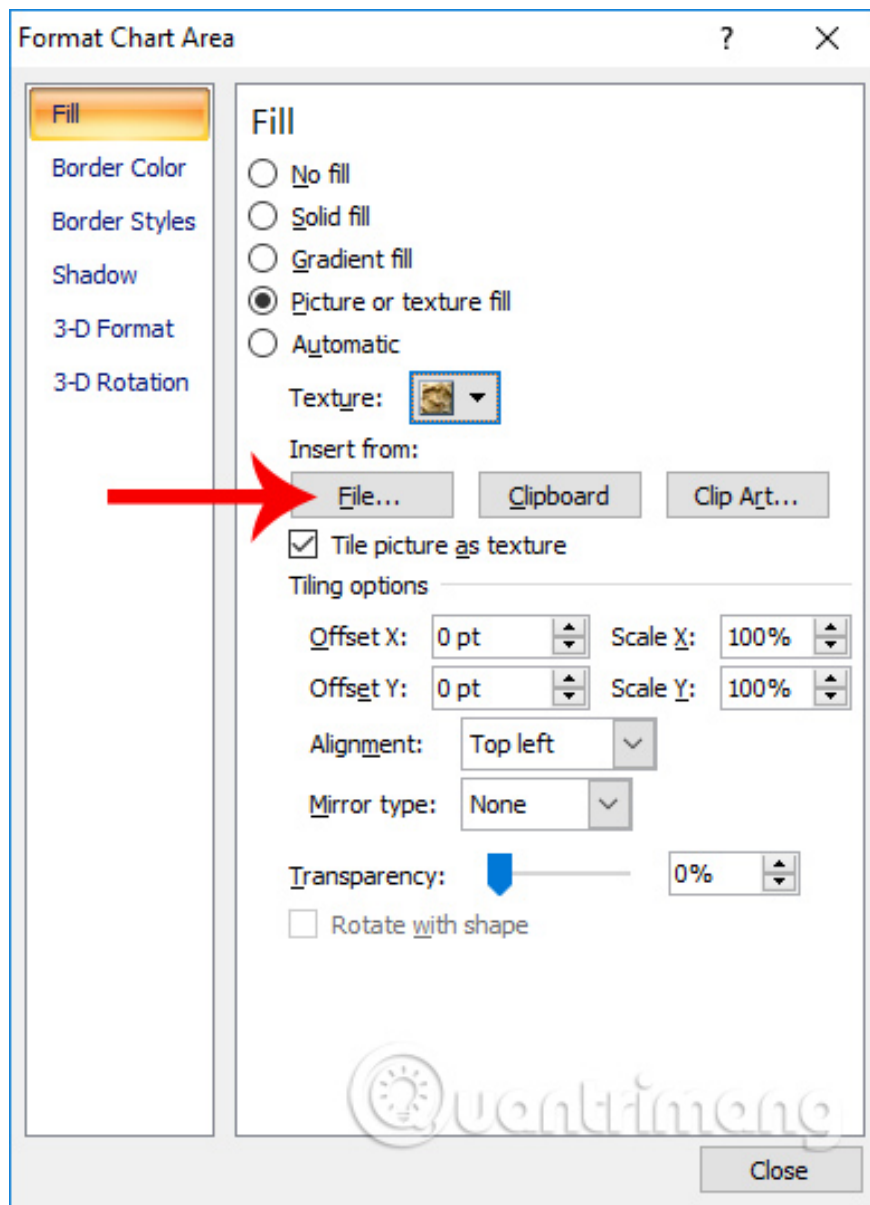 Format Chart Area
?
Fill
Border Color
Border Styles
Shadow
3-D Format
3-D Rotation
Fill
No fill
Solid fill
Gradient fill
Picture or texture fill
Automatic
Texture:
Insert from:
File... Clipboard Clip Art...
Tile picture as texture
Tiling options
Offset X: 0 pt Scale X: 100%
Offset Y: 0 pt Scale Y: 100%
Alignment: Top left
Mirror type: None
Transparency: 0%
Rotate with shape
Quantrimang
Close